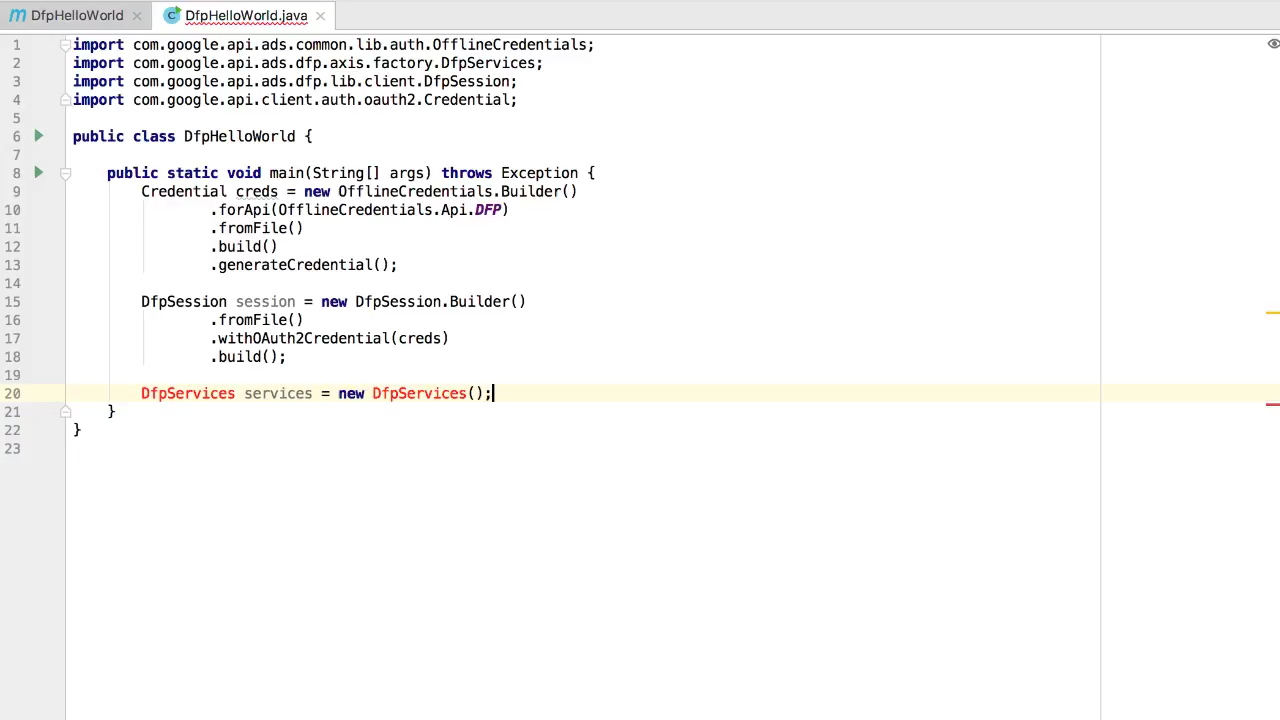 DfpHelloWorld
DfpHelloWorld.java
1 import com.google.api.ads.common.lib.auth.OfflineCredentials;
2 import com.google.api.ads.dfp.axis.factory.DfpServices;
3 import com.google.api.ads.dfp.lib.client.DfpSession;
4 import com.google.api.client.auth.oauth2.Credential;
5
6 public class DfpHelloWorld {
7
8 public static void main(String[] args) throws Exception {
9 Credential creds = new OfflineCredentials.Builder()
10 .forApi(OfflineCredentials.Api.DFP)
11 .fromFile()
12 .build()
13 .generateCredential();
14
15 DfpSession session = new DfpSession.Builder()
16 .fromFile()
17 .withOAuth2Credential(creds)
18 .build();
19
20 DfpServices services = new DfpServices();
21 }
22 }
23